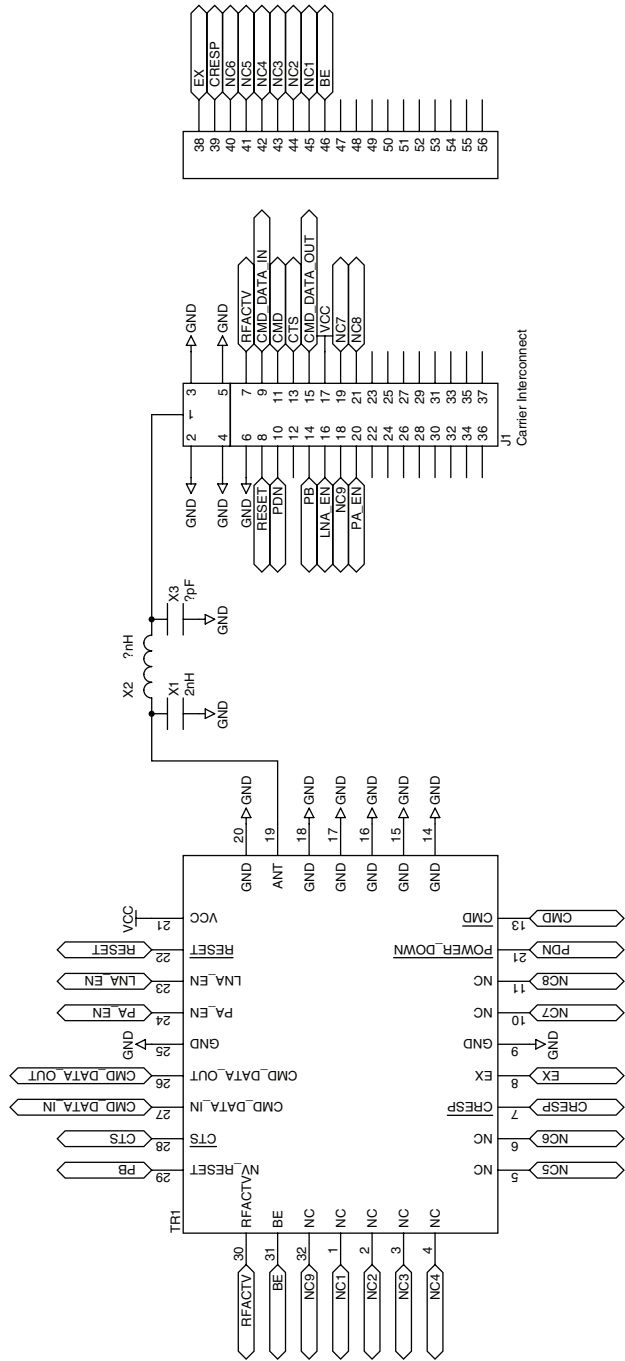 38 EX
39 CRESP
40 NC6
41 NC5
42 NC4
43 NC3
44 NC2
45 NC1
46 BE
47
48
49
50
51
52
53
54
55
56
GND 2 1 3 GND
GND 4 5 GND
GND 6 7 RFACTV
RESET 8 9 CMD_DATA_IN
PDN 10 11 CMD
12 13 CTS
PB 14 15 CMD_DATA_OUT
LNA_EN 16 17 VCC
NC9 18 19 NC7
PA_EN 20 21 NC8
22 23
24 25
26 27
28 29
30 31
32 33
34 35
36 37
J1
Carrier Interconnect
X2 ?nH
X1
2nH
GND
X3
?pF
GND
GND 20 GND
ANT 19
GND 18 GND
GND 17 GND
GND 16 GND
GND 15 GND
GND 14 GND
TR1
PB 29 NV_RESET
CTS 28 CTS
CMD_DATA_IN 27 CMD_DATA_IN
CMD_DATA_OUT 26 CMD_DATA_OUT
GND 25 GND
PA_EN 24 PA_EN
LNA_EN 23 LNA_EN
RESET 22 RESET
VCC 21 VCC
RFACTV 30 RFACTV
BE 31 BE
NC9 32 NC
NC1 1 NC
NC2 2 NC
NC3 3 NC
NC4 4 NC
NC 5 NC5
NC 6 NC6
CRESP 7 CRESP
EX 8 EX
GND 9 GND
NC 10 NC7
NC 11 NC8
POWER_DOWN 21 PDN
CMD 13 CMD